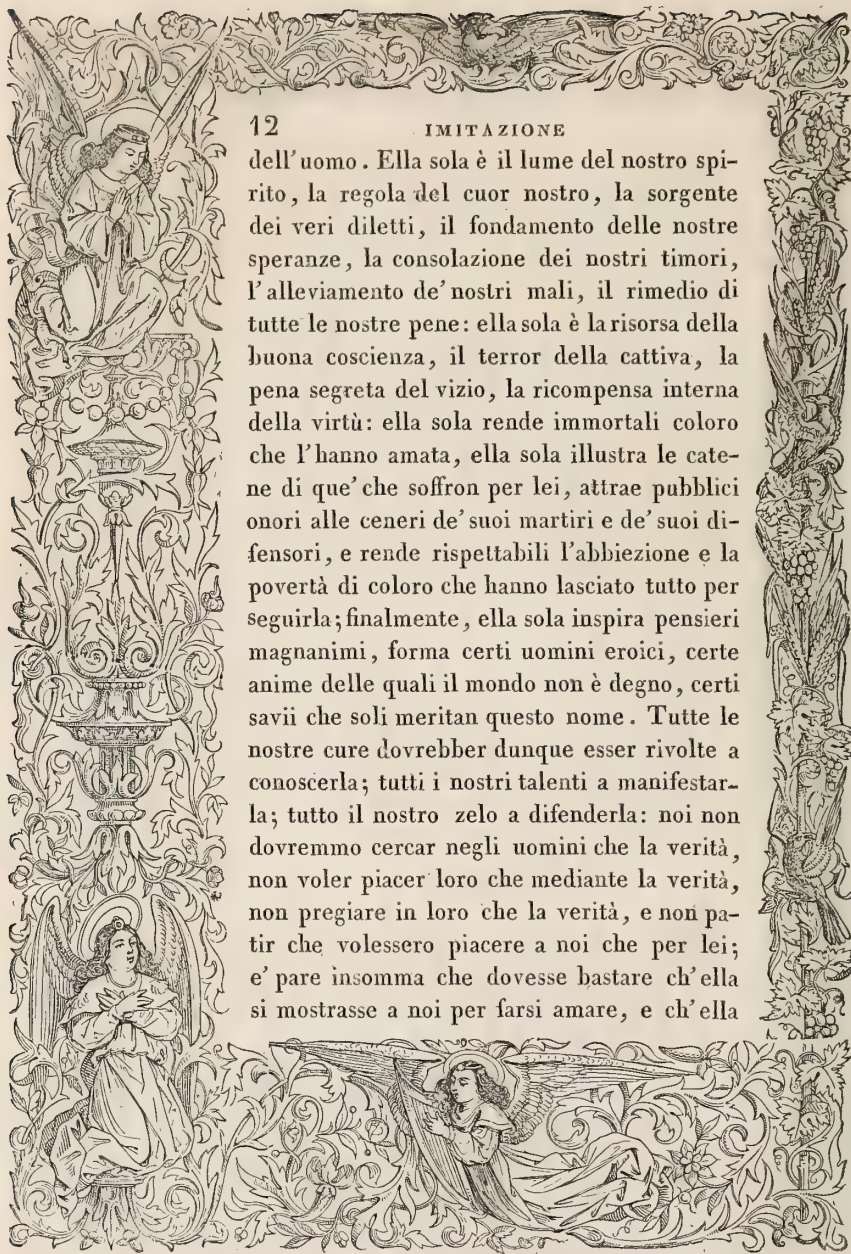 12 IMITAZIONE
dell'uomo. Ella sola è il lume del nostro spi-
rito, la regola del cuor nostro, la sorgente
dei veri diletti, il fondamento delle nostre
speranze, la consolazione dei nostri timori,
l'alleviamento de' nostri mali, il rimedio di
tutte le nostre pene: ella sola è la risorsa della
buona coscienza, il terror della cattiva, la
pena segreta del vizio, la ricompensa interna
della virtù: ella sola rende immortali coloro
che l'hanno amata, ella sola illustra le cate-
ne di que' che soffron per lei, attrae pubblici
onori alle ceneri de' suoi martiri e de' suoi di-
fensori, e rende rispettabili l'abbiezione e la
povertà di coloro che hanno lasciato tutto per
seguirla; finalmente, ella sola inspira pensieri
magnanimi, forma certi uomini eroici, certe
anime delle quali il mondo non è degno, certi
savii che soli meritan questo nome. Tutte le
nostre cure dovrebber dunque esser rivolte a
conoscerla; tutti i nostri talenti a manifestar-
la; tutto il nostro zelo a difenderla: noi non
dovremmo cercar negli uomini che la verità,
non voler piacer loro che mediante la verità,
non pregiare in loro che la verità, e non pa-
tir che volessero piacere a noi che per lei;
e' pare insomma che dovesse bastare ch'ella
si mostrasse a noi per farsi amare, e ch'ella